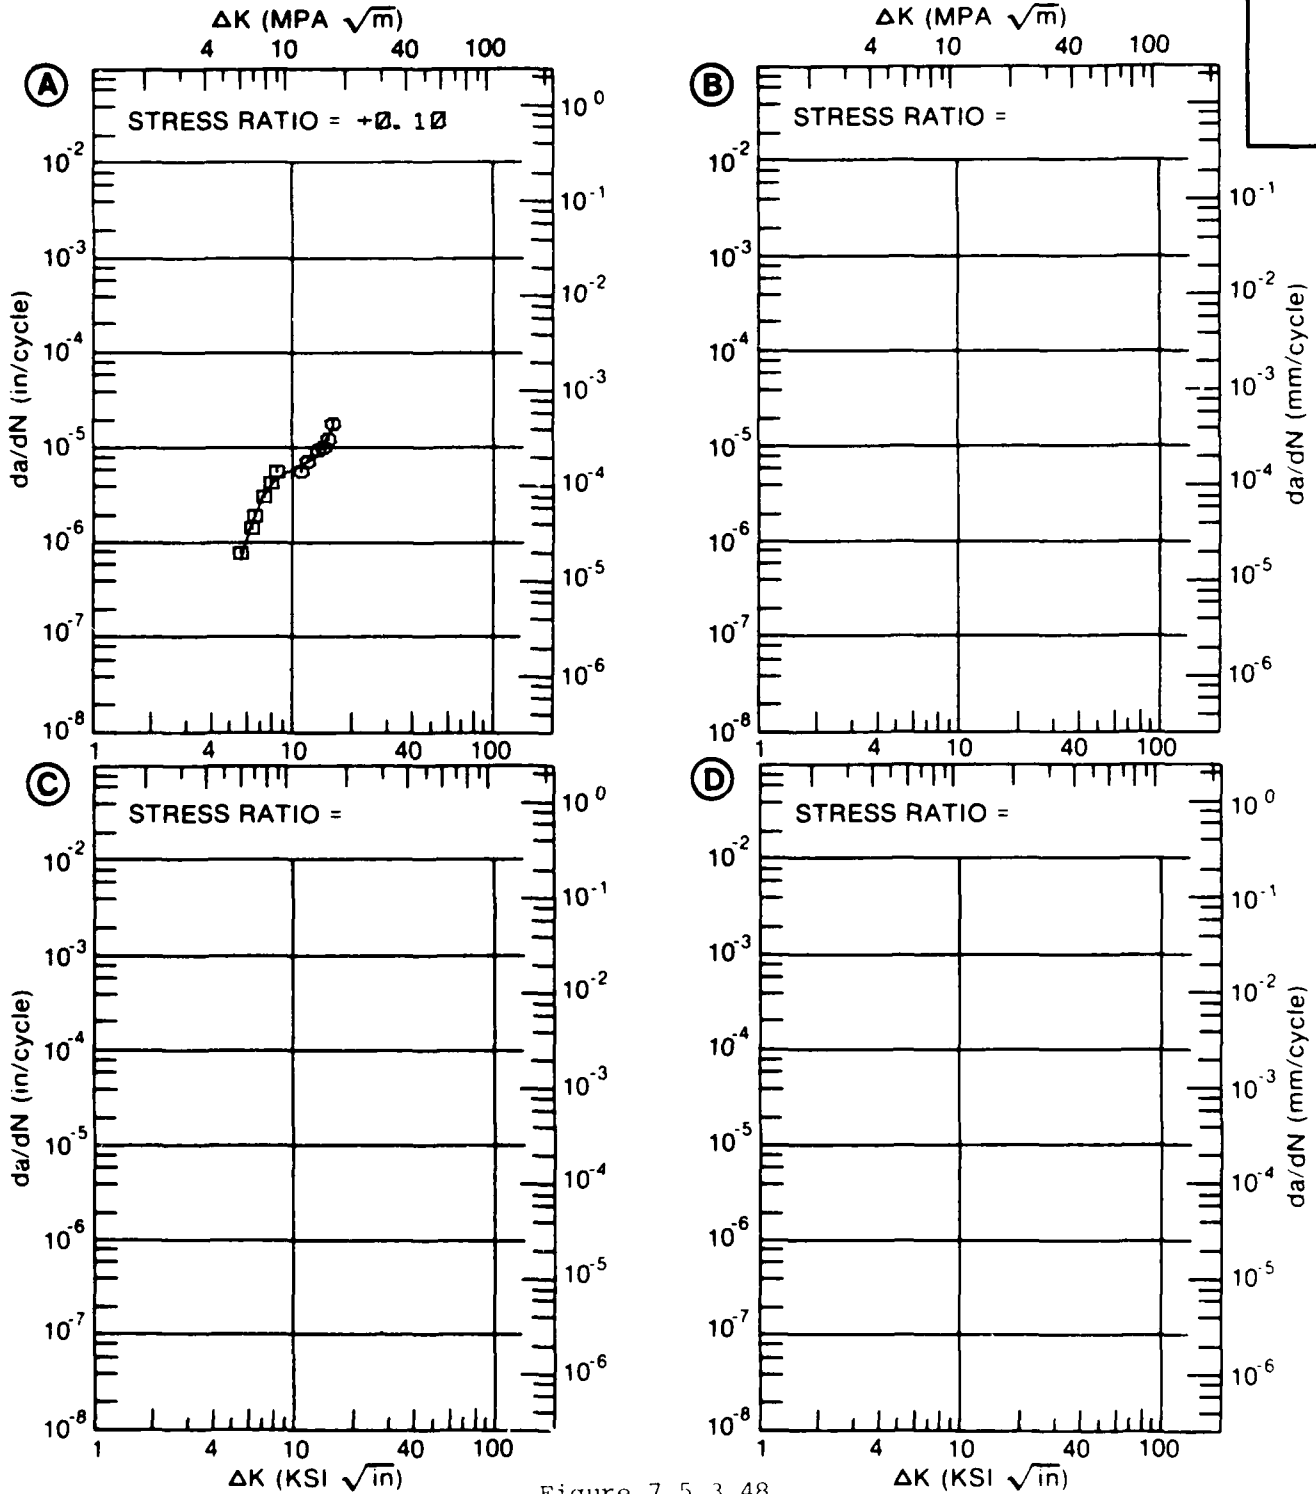 ΔK (MPA √m)
4 10 40 100
A
STRESS RATIO = +0.10
10^0
10^-1
10^-2
10^-3
10^-4
10^-5
10^-6
10^-2
10^-3
10^-4
10^-5
10^-6
10^-7
10^-8
da/dN (in/cycle)
1 4 10 40 100
ΔK (MPA √m)
4 10 40 100
B
STRESS RATIO =
10^-2
10^-3
10^-4
10^-5
10^-6
10^-7
10^-8
10^-1
10^-2
10^-3
10^-4
10^-5
10^-6
da/dN (mm/cycle)
1 4 10 40 100
C
STRESS RATIO =
10^-2
10^-3
10^-4
10^-5
10^-6
10^-7
10^-8
da/dN (in/cycle)
10^0
10^-1
10^-2
10^-3
10^-4
10^-5
10^-6
1 4 10 40 100
ΔK (KSI √in)
D
STRESS RATIO =
10^-2
10^-3
10^-4
10^-5
10^-6
10^-7
10^-8
10^0
10^-1
10^-2
10^-3
10^-4
10^-5
10^-6
da/dN (mm/cycle)
1 4 10 40 100
ΔK (KSI √in)
Figure 7.5.3.48